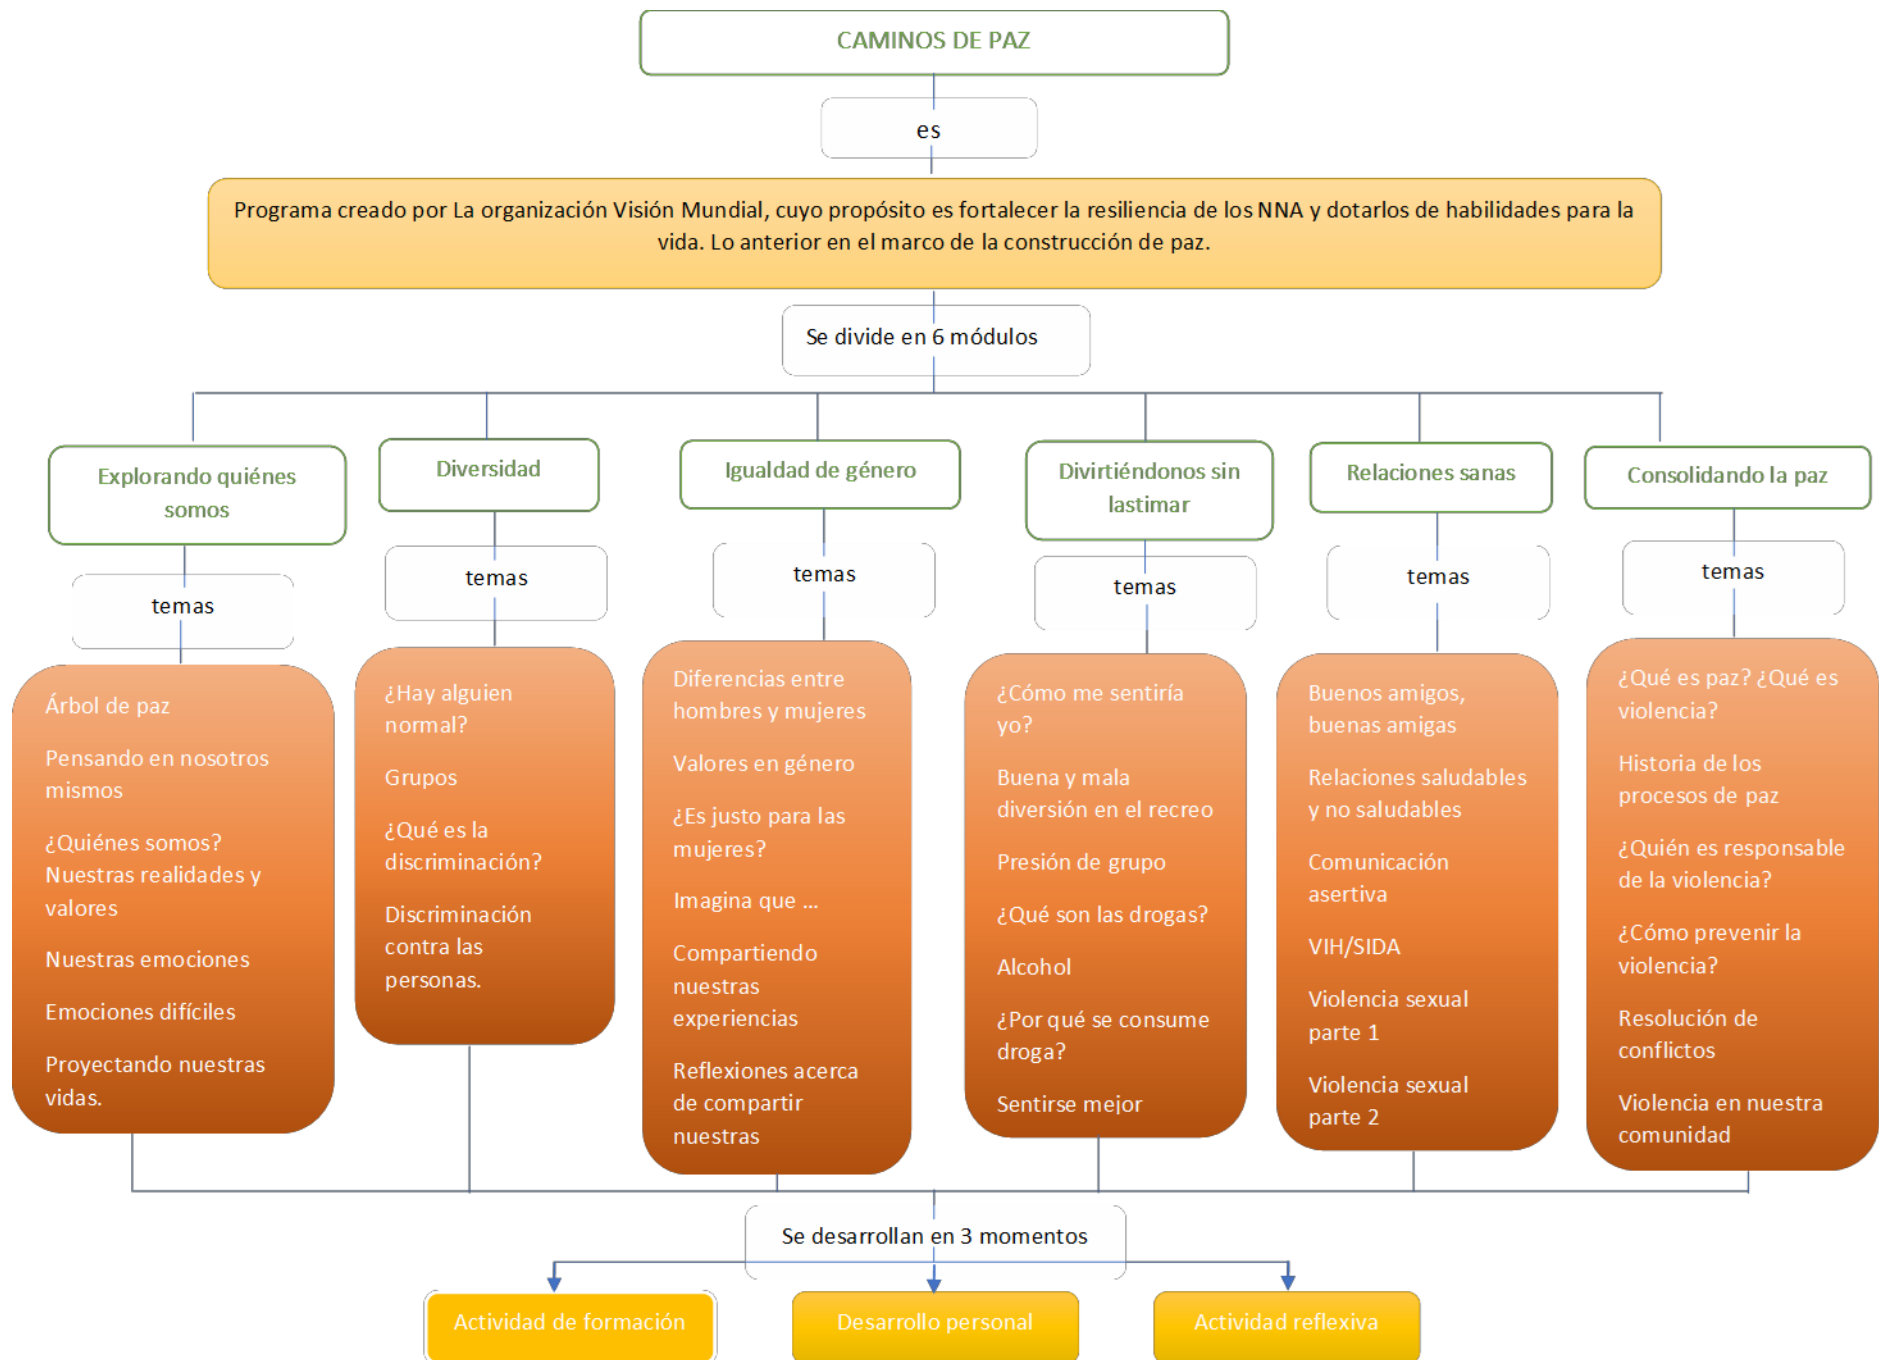 CAMINOS DE PAZ
es
Programa creado por La organización Visión Mundial, cuyo propósito es fortalecer la resiliencia de los NNA y dotarlos de habilidades para la
vida. Lo anterior en el marco de la construcción de paz.
Se divide en 6 módulos
Explorando quiénes
somos
temas
Árbol de paz
Pensando en nosotros
mismos
¿Quiénes somos?
Nuestras realidades y
valores
Nuestras emociones
Emociones difíciles
Proyectando nuestras
vidas.
Diversidad
temas
¿Hay alguien
normal?
Grupos
¿Qué es la
discriminación?
Discriminación
contra las
personas.
Igualdad de género
temas
Diferencias entre
hombres y mujeres
Valores en género
¿Es justo para las
mujeres?
Imagina que ...
Compartiendo
nuestras
experiencias
Reflexiones acerca
de compartir
nuestras
Divirtiéndonos sin
lastimar
temas
¿Cómo me sentiría
yo?
Buena y mala
diversión en el recreo
Presión de grupo
¿Qué son las drogas?
Alcohol
¿Por qué se consume
droga?
Sentirse mejor
Relaciones sanas
temas
Buenos amigos,
buenas amigas
Relaciones saludables
y no saludables
Comunicación
asertiva
VIH/SIDA
Violencia sexual
parte 1
Violencia sexual
parte 2
Consolidando la paz
temas
¿Qué es paz? ¿Qué es
violencia?
Historia de los
procesos de paz
¿Quién es responsable
de la violencia?
¿Cómo prevenir la
violencia?
Resolución de
conflictos
Violencia en nuestra
comunidad
Se desarrollan en 3 momentos
Actividad de formación
Desarrollo personal
Actividad reflexiva